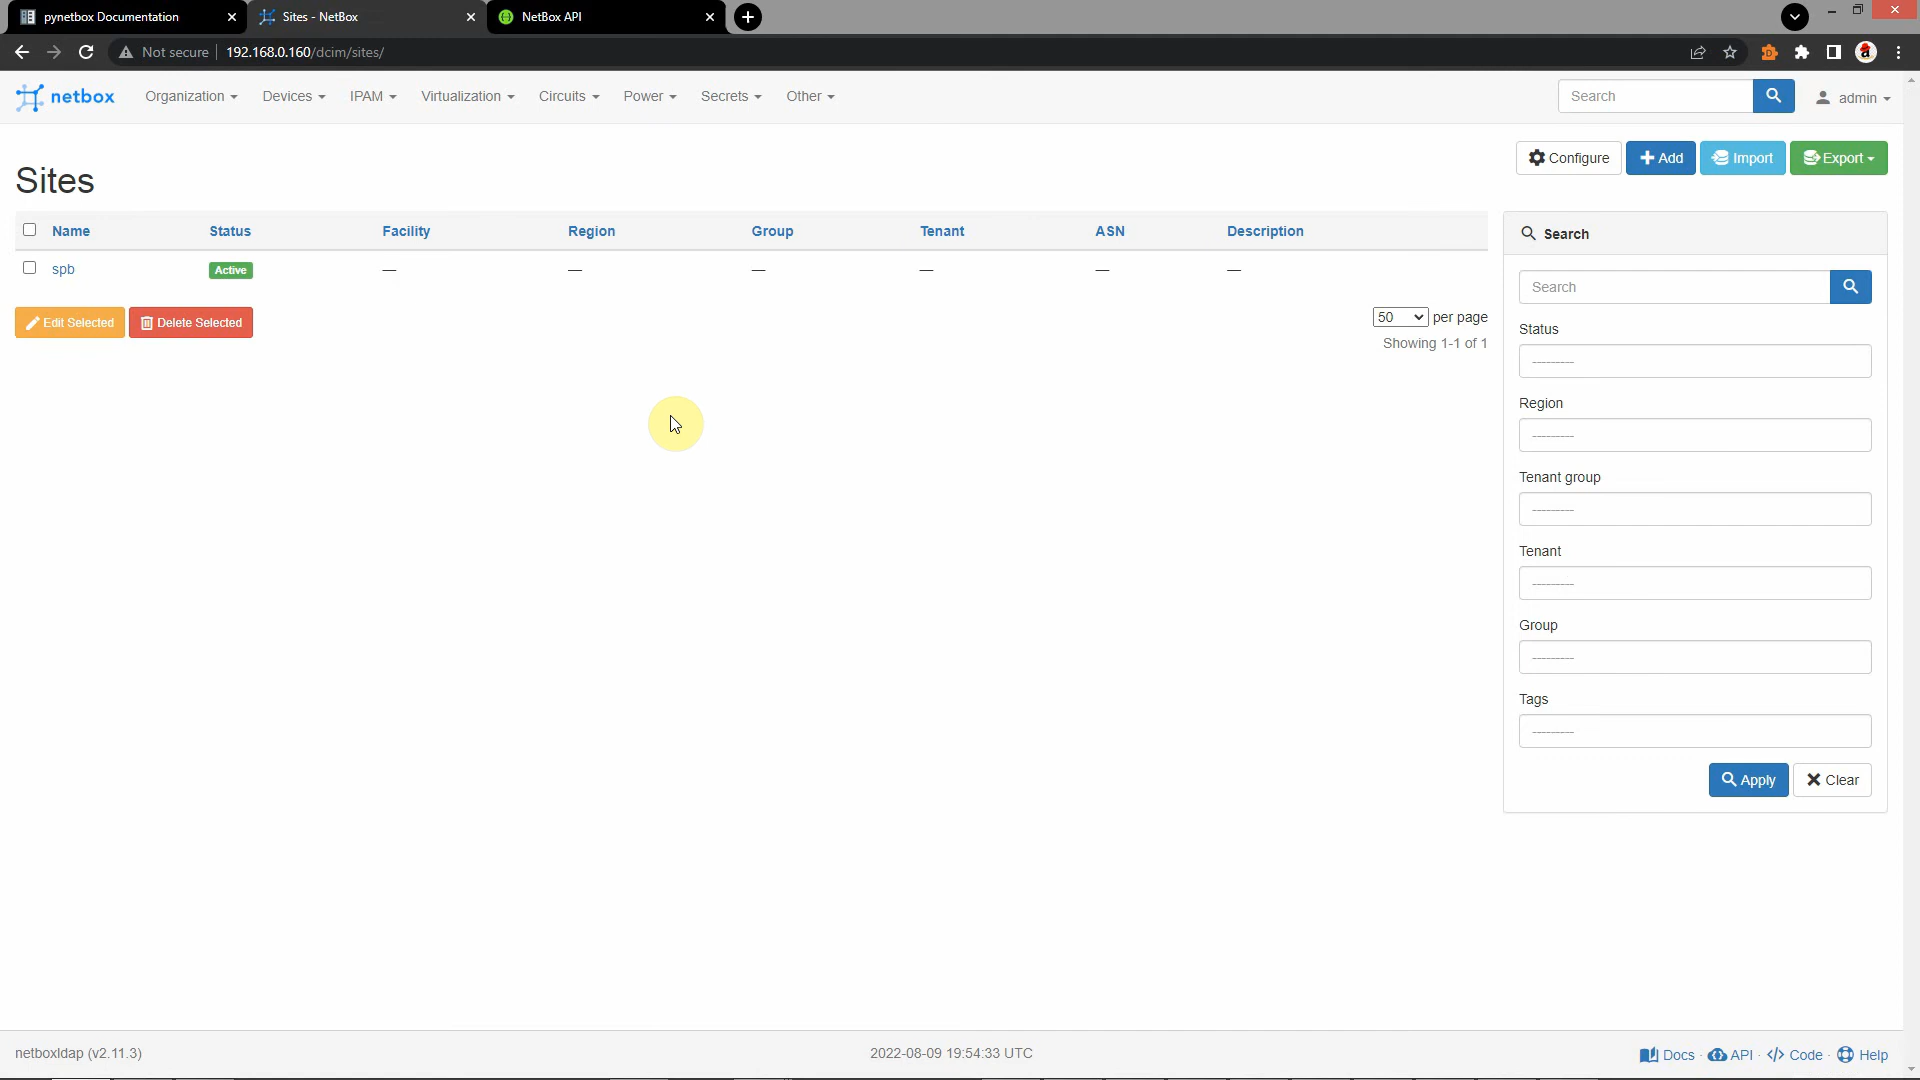 pynetbox Documentation
Sites - NetBox
NetBox API
Not secure 192.168.0.160/dcim/sites/
netbox Organization Devices IPAM Virtualization Circuits Power Secrets Other Search admin
Configure Add Import Export
Sites
Name Status Facility Region Group Tenant ASN Description
spb Active — — — — — —
Edit Selected Delete Selected
50 per page
Showing 1-1 of 1
Search
Search
Status
---------
Region
---------
Tenant group
---------
Tenant
---------
Group
---------
Tags
---------
Apply Clear
netboxldap (v2.11.3) 2022-08-09 19:54:33 UTC Docs · API · Code · Help